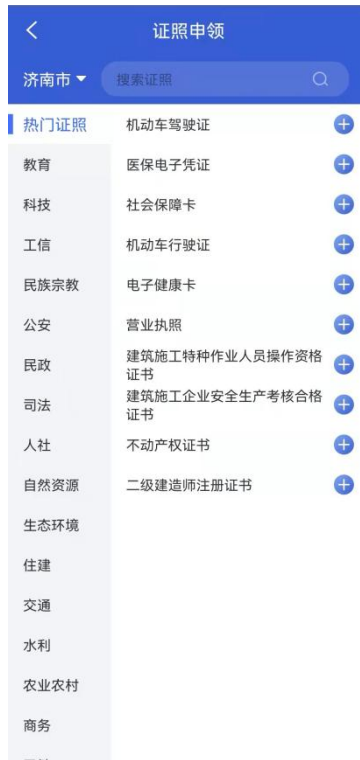 证照申领
济南市
搜索证照
热门证照
机动车驾驶证
教育
医保电子凭证
科技
社会保障卡
工信
机动车行驶证
民族宗教
电子健康卡
公安
营业执照
民政
建筑施工特种作业人员操作资格
证书
司法
建筑施工企业安全生产考核合格
证书
人社
不动产权证书
自然资源
二级建造师注册证书
生态环境
住建
交通
水利
农业农村
商务